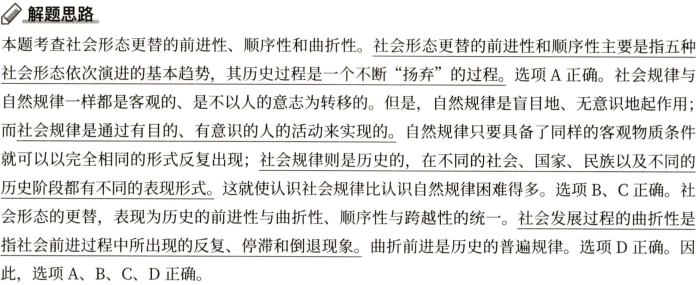 解题思路
本题考查社会形态更替的前进性、顺序性和曲折性。社会形态更替的前进性和顺序性主要是指五种
社会形态依次演进的基本趋势，其历史过程是一个不断“扬弃”的过程。选项 A 正确。社会规律与
自然规律一样都是客观的、是不以人的意志为转移的。但是，自然规律是盲目地、无意识地起作用；
而社会规律是通过有目的、有意识的人的活动来实现的。自然规律只要具备了同样的客观物质条件
就可以以完全相同的形式反复出现；社会规律则是历史的，在不同的社会、国家、民族以及不同的
历史阶段都有不同的表现形式。这就使认识社会规律比认识自然规律困难得多。选项 B、C 正确。社
会形态的更替，表现为历史的前进性与曲折性、顺序性与跨越性的统一。社会发展过程的曲折性是
指社会前进过程中所出现的反复、停滞和倒退现象。曲折前进是历史的普遍规律。选项 D 正确。因
此，选项 A、B、C、D 正确。